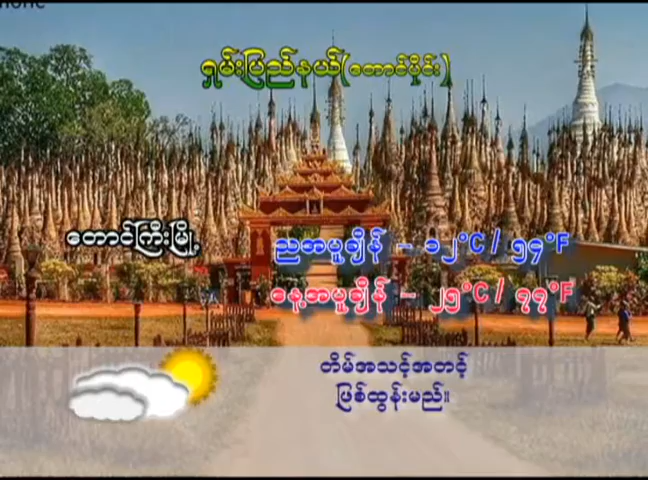 ရှမ်းပြည်နယ်(တောင်ပိုင်း)
တောင်ကြီးမြို့
ညအပူချိန် - ၁၂°C / ၅၄°F
နေ့အပူချိန် - ၂၅°C / ၇၇°F
တိမ်အသင့်အတင့်
ဖြစ်ထွန်းမည်။